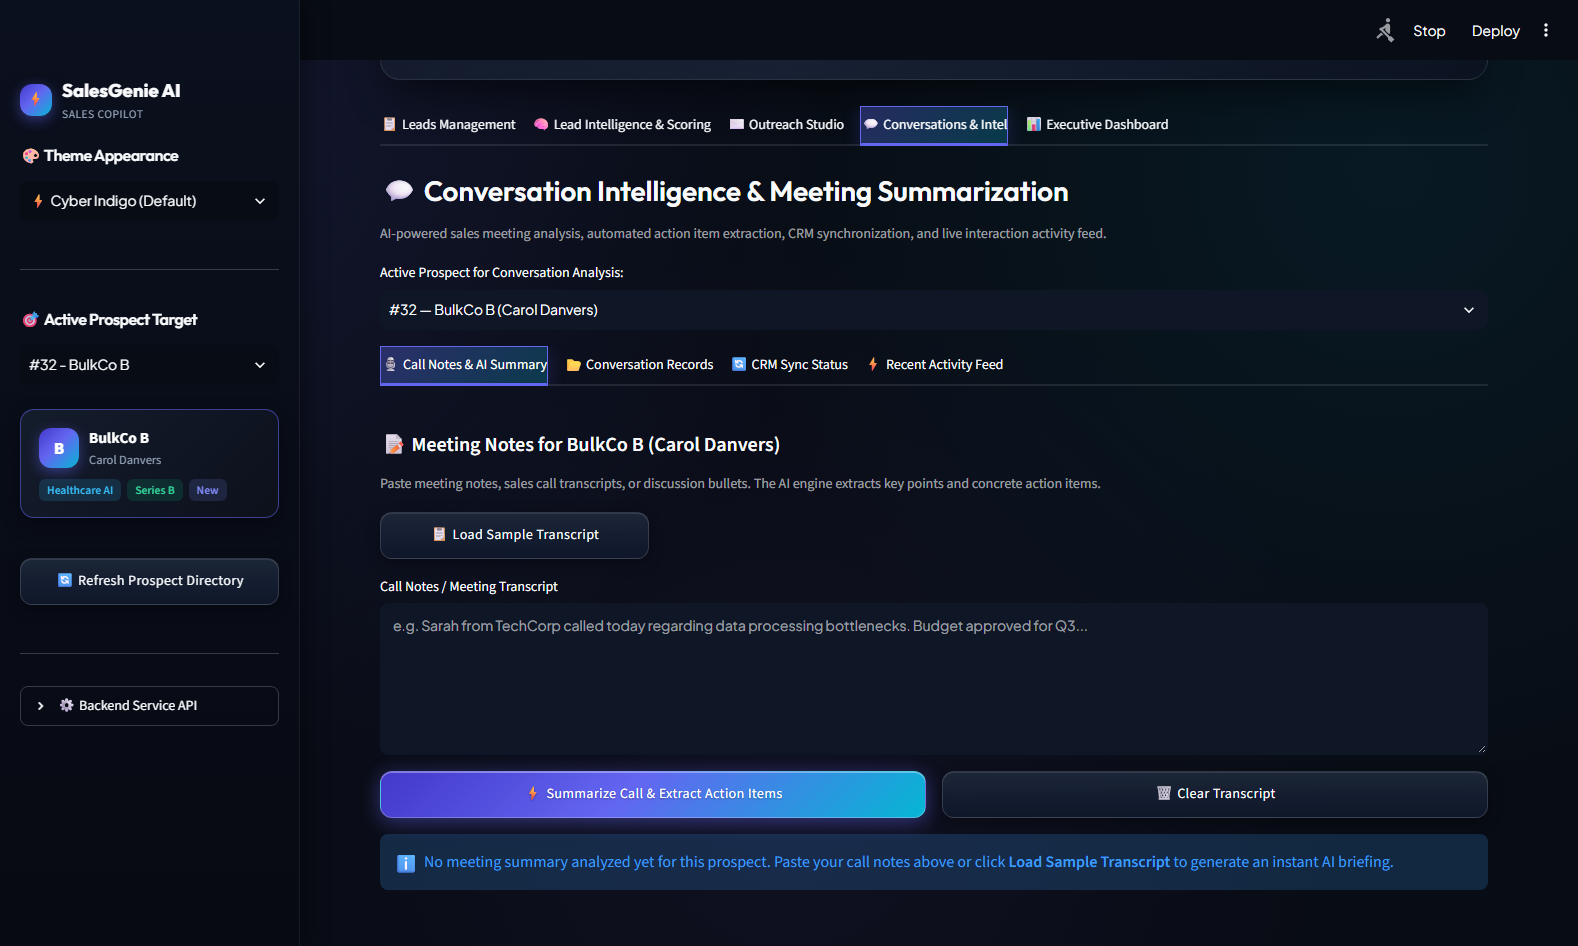 Stop
Deploy
SalesGenie AI
SALES COPILOT
Theme Appearance
Cyber Indigo (Default)
Active Prospect Target
#32 - BulkCo B
B
BulkCo B
Carol Danvers
Healthcare AI
Series B
New
Refresh Prospect Directory
Backend Service API
Leads Management
Lead Intelligence & Scoring
Outreach Studio
Conversations & Intel
Executive Dashboard
Conversation Intelligence & Meeting Summarization
AI-powered sales meeting analysis, automated action item extraction, CRM synchronization, and live interaction activity feed.
Active Prospect for Conversation Analysis:
#32 — BulkCo B (Carol Danvers)
Call Notes & AI Summary
Conversation Records
CRM Sync Status
Recent Activity Feed
Meeting Notes for BulkCo B (Carol Danvers)
Paste meeting notes, sales call transcripts, or discussion bullets. The AI engine extracts key points and concrete action items.
Load Sample Transcript
Call Notes / Meeting Transcript
e.g. Sarah from TechCorp called today regarding data processing bottlenecks. Budget approved for Q3...
Summarize Call & Extract Action Items
Clear Transcript
No meeting summary analyzed yet for this prospect. Paste your call notes above or click Load Sample Transcript to generate an instant AI briefing.